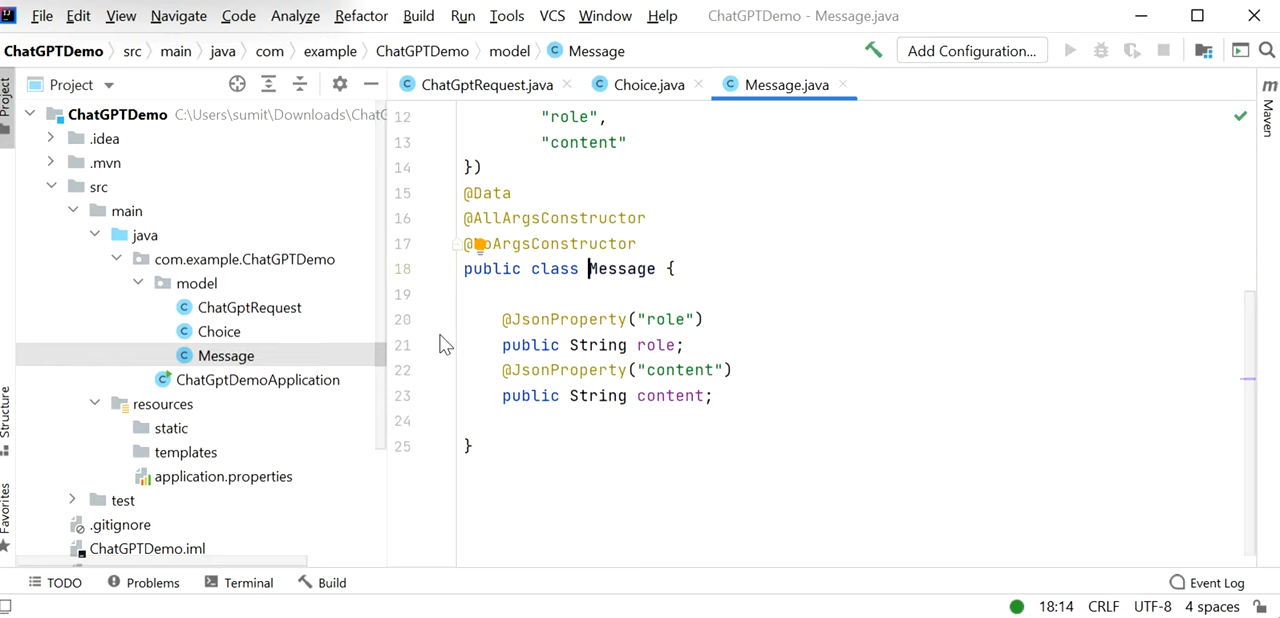 File Edit View Navigate Code Analyze Refactor Build Run Tools VCS Window Help ChatGPTDemo - Message.java
ChatGPTDemo src main java com example ChatGPTDemo model Message Add Configuration...
Project
ChatGptRequest.java Choice.java Message.java
Project
ChatGPTDemo C:\Users\sumit\Downloads\ChatG
.idea
.mvn
src
main
java
com.example.ChatGPTDemo
model
ChatGptRequest
Choice
Message
ChatGptDemoApplication
resources
static
templates
application.properties
test
.gitignore
ChatGPTDemo.iml
12 "role",
13 "content"
14 })
15 @Data
16 @AllArgsConstructor
17 @NoArgsConstructor
18 public class Message {
19
20 @JsonProperty("role")
21 public String role;
22 @JsonProperty("content")
23 public String content;
24
25 }
m
Maven
Structure
Favorites
TODO Problems Terminal Build Event Log
18:14 CRLF UTF-8 4 spaces